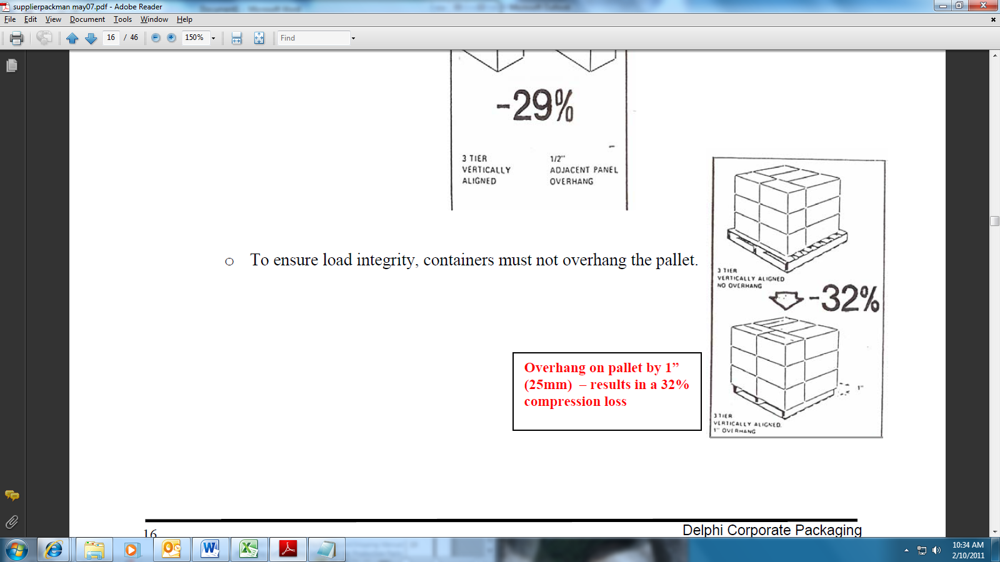 supplierpackman may07.pdf - Adobe Reader
File Edit View Document Tools Window Help
16 / 46 150% Find
-29%
3 TIER
VERTICALLY
ALIGNED
1/2"
ADJACENT PANEL
OVERHANG
o To ensure load integrity, containers must not overhang the pallet.
3 TIER
VERTICALLY ALIGNED
NO OVERHANG
-32%
Overhang on pallet by 1”
(25mm) – results in a 32%
compression loss
1"
3 TIER
VERTICALLY ALIGNED.
1" OVERHANG
16
Delphi Corporate Packaging
10:34 AM
2/10/2011